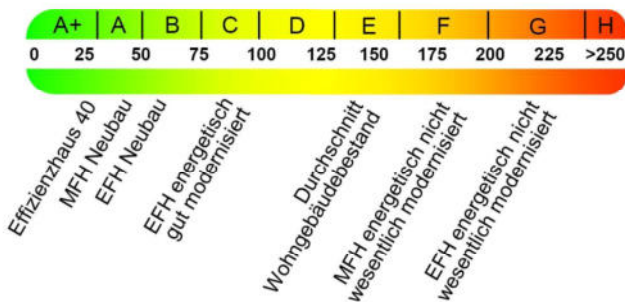 A+ A B C D E F G H
0 25 50 75 100 125 150 175 200 225 >250
Effizienzhaus 40
MFH Neubau
EFH Neubau
EFH energetisch
gut modernisiert
Durchschnitt
Wohngebäudebestand
MFH energetisch nicht
wesentlich modernisiert
EFH energetisch nicht
wesentlich modernisiert